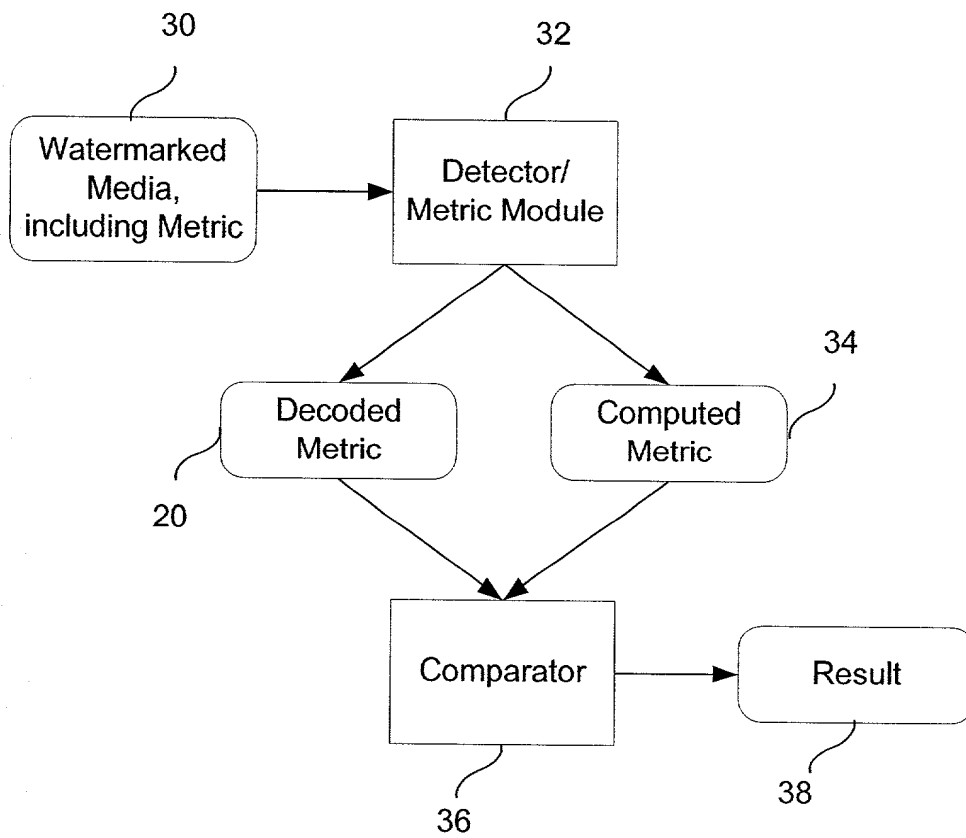 30
32
Watermarked
Media,
including Metric
Detector/
Metric Module
34
Decoded
Metric
Computed
Metric
20
Comparator
Result
36
38